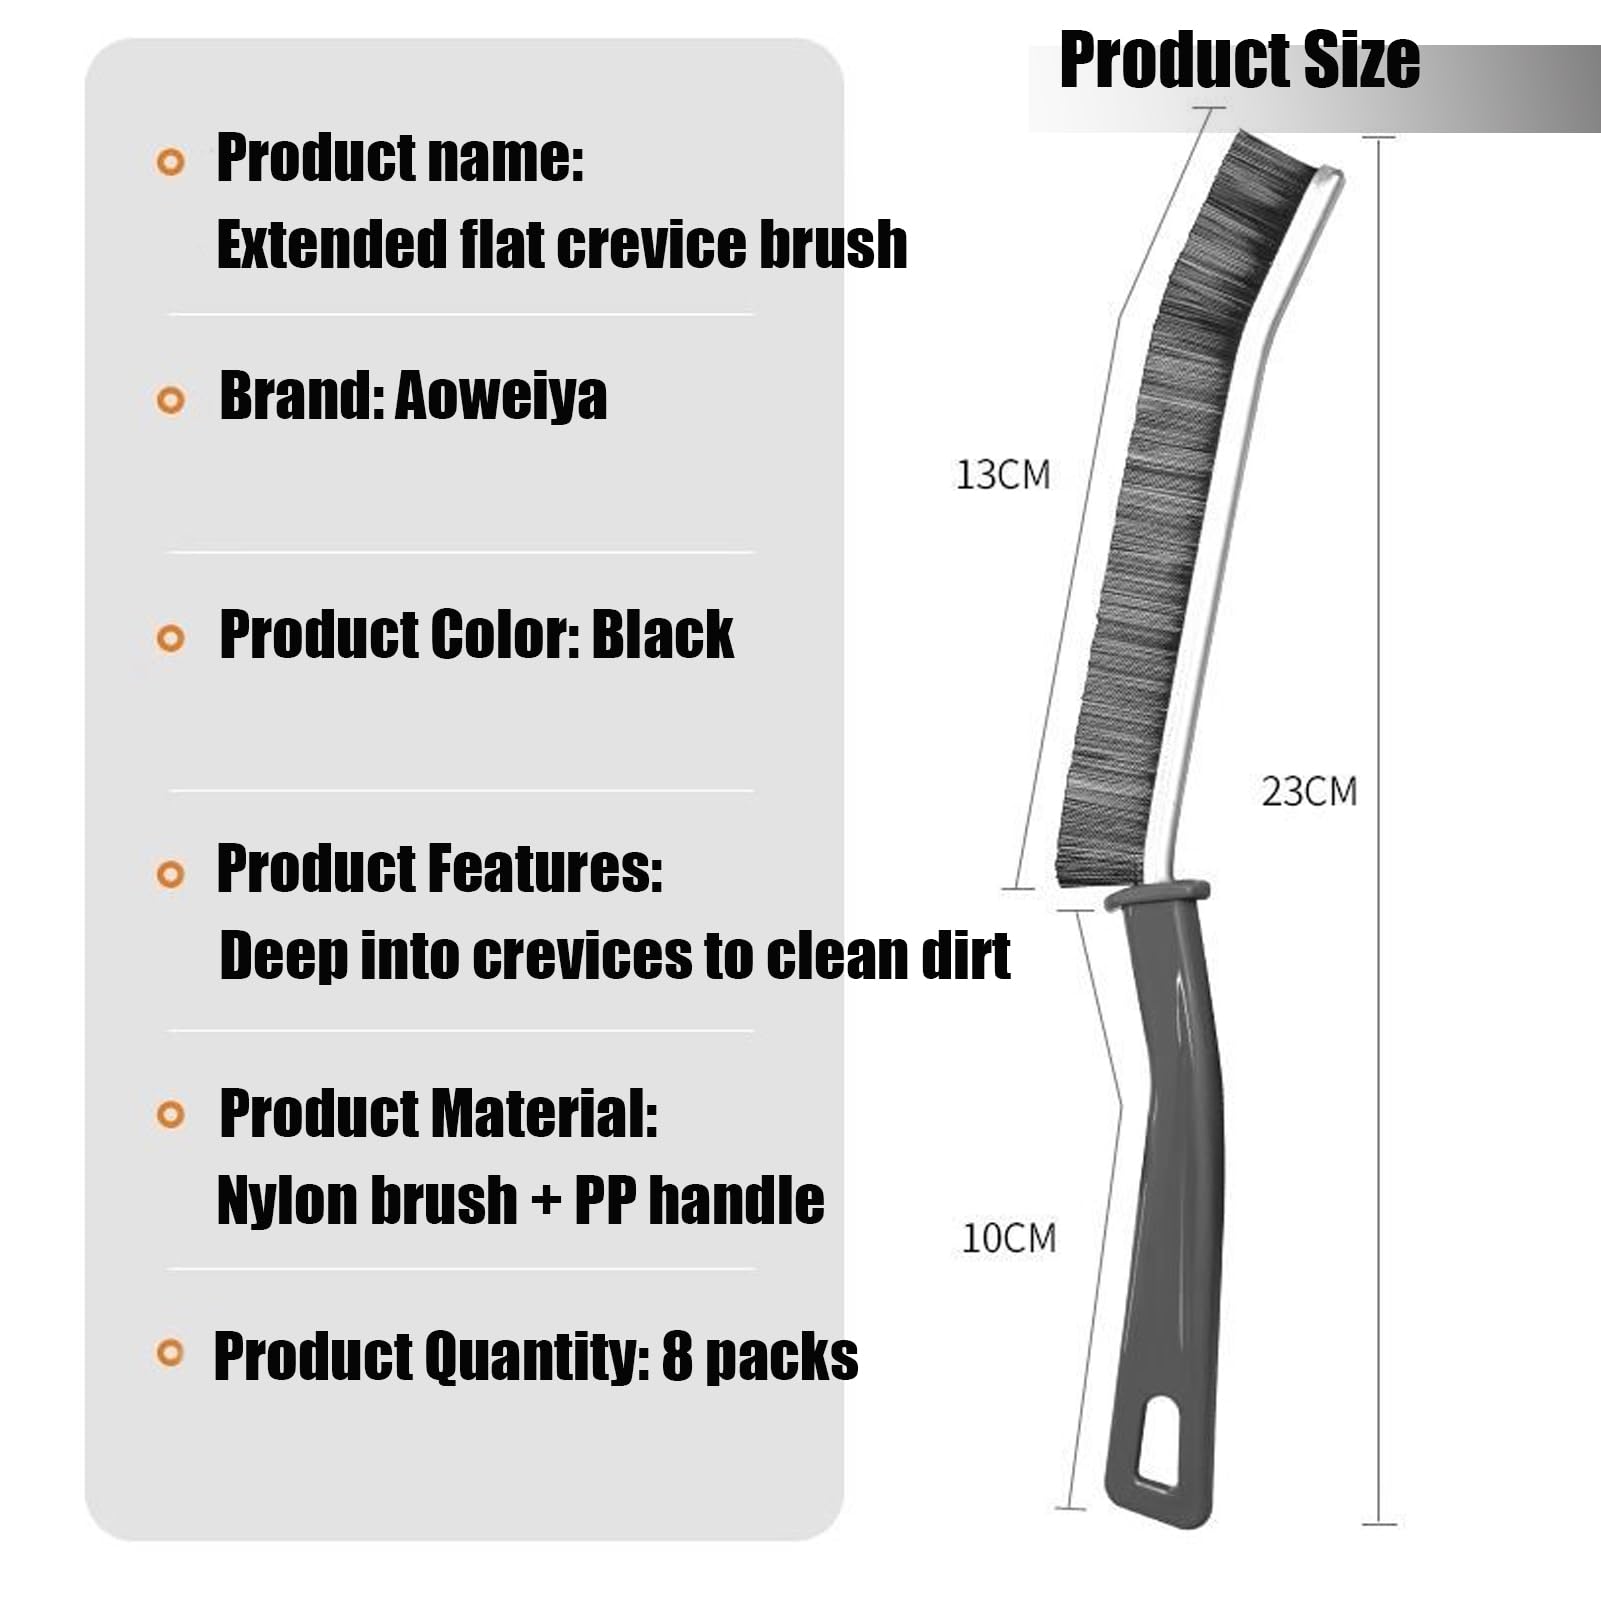 Product Size
Product name:
Extended flat crevice brush
Brand: Aoweiya
Product Color: Black
Product Features:
Deep into crevices to clean dirt
Product Material:
Nylon brush + PP handle
Product Quantity: 8 packs
13CM
23CM
10CM